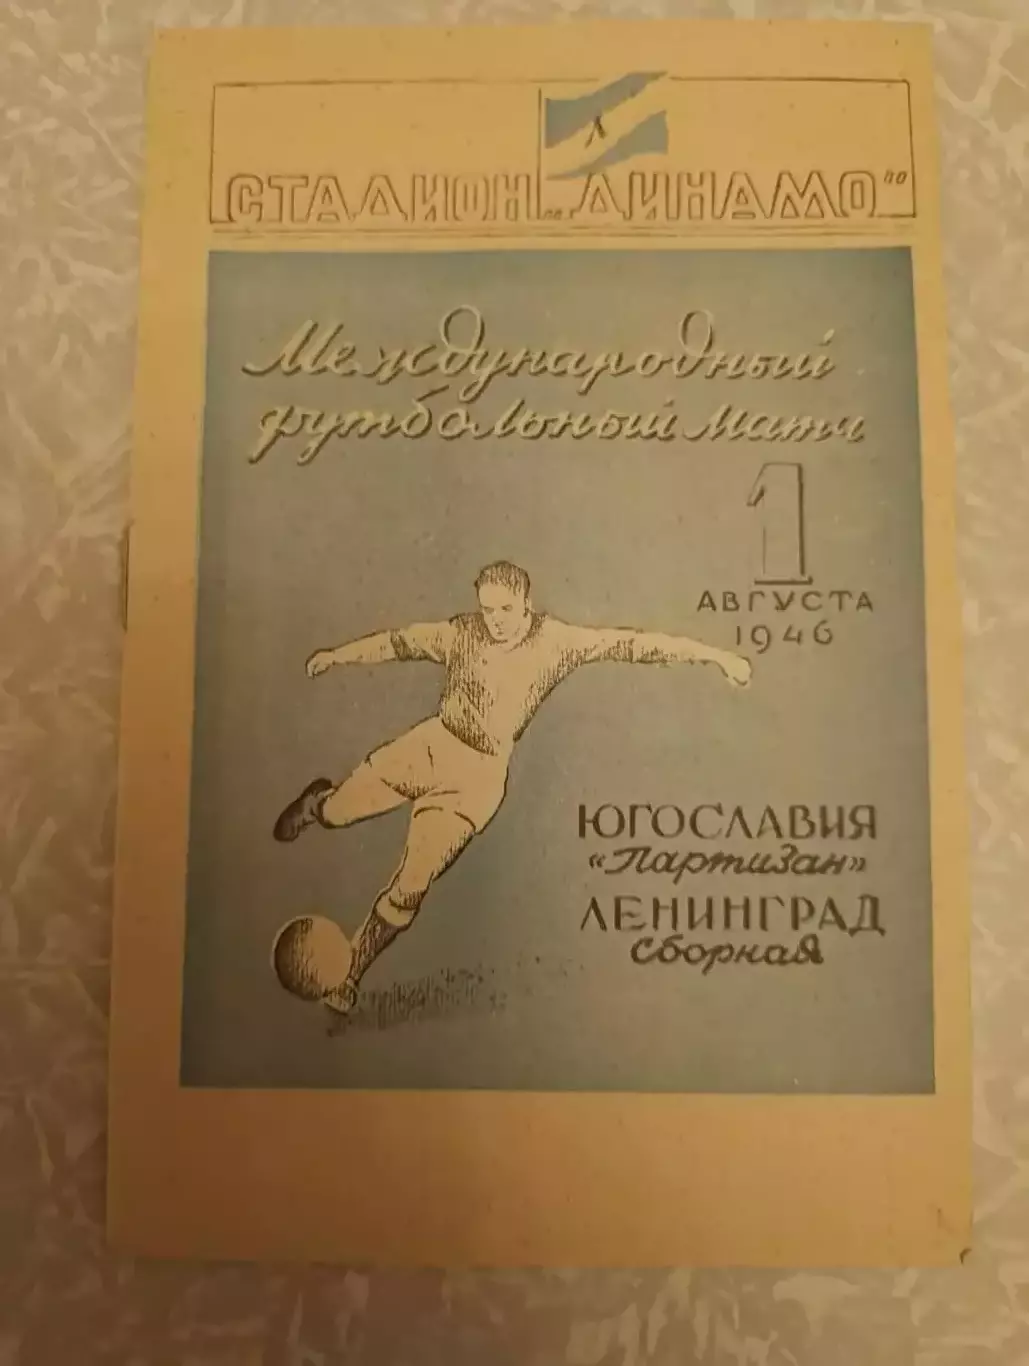 Л
СТАДИОН „ДИНАМО“
Международный
футбольный матч
1
АВГУСТА
1946
ЮГОСЛАВИЯ
«Партизан»
ЛЕНИНГРАД
сборная